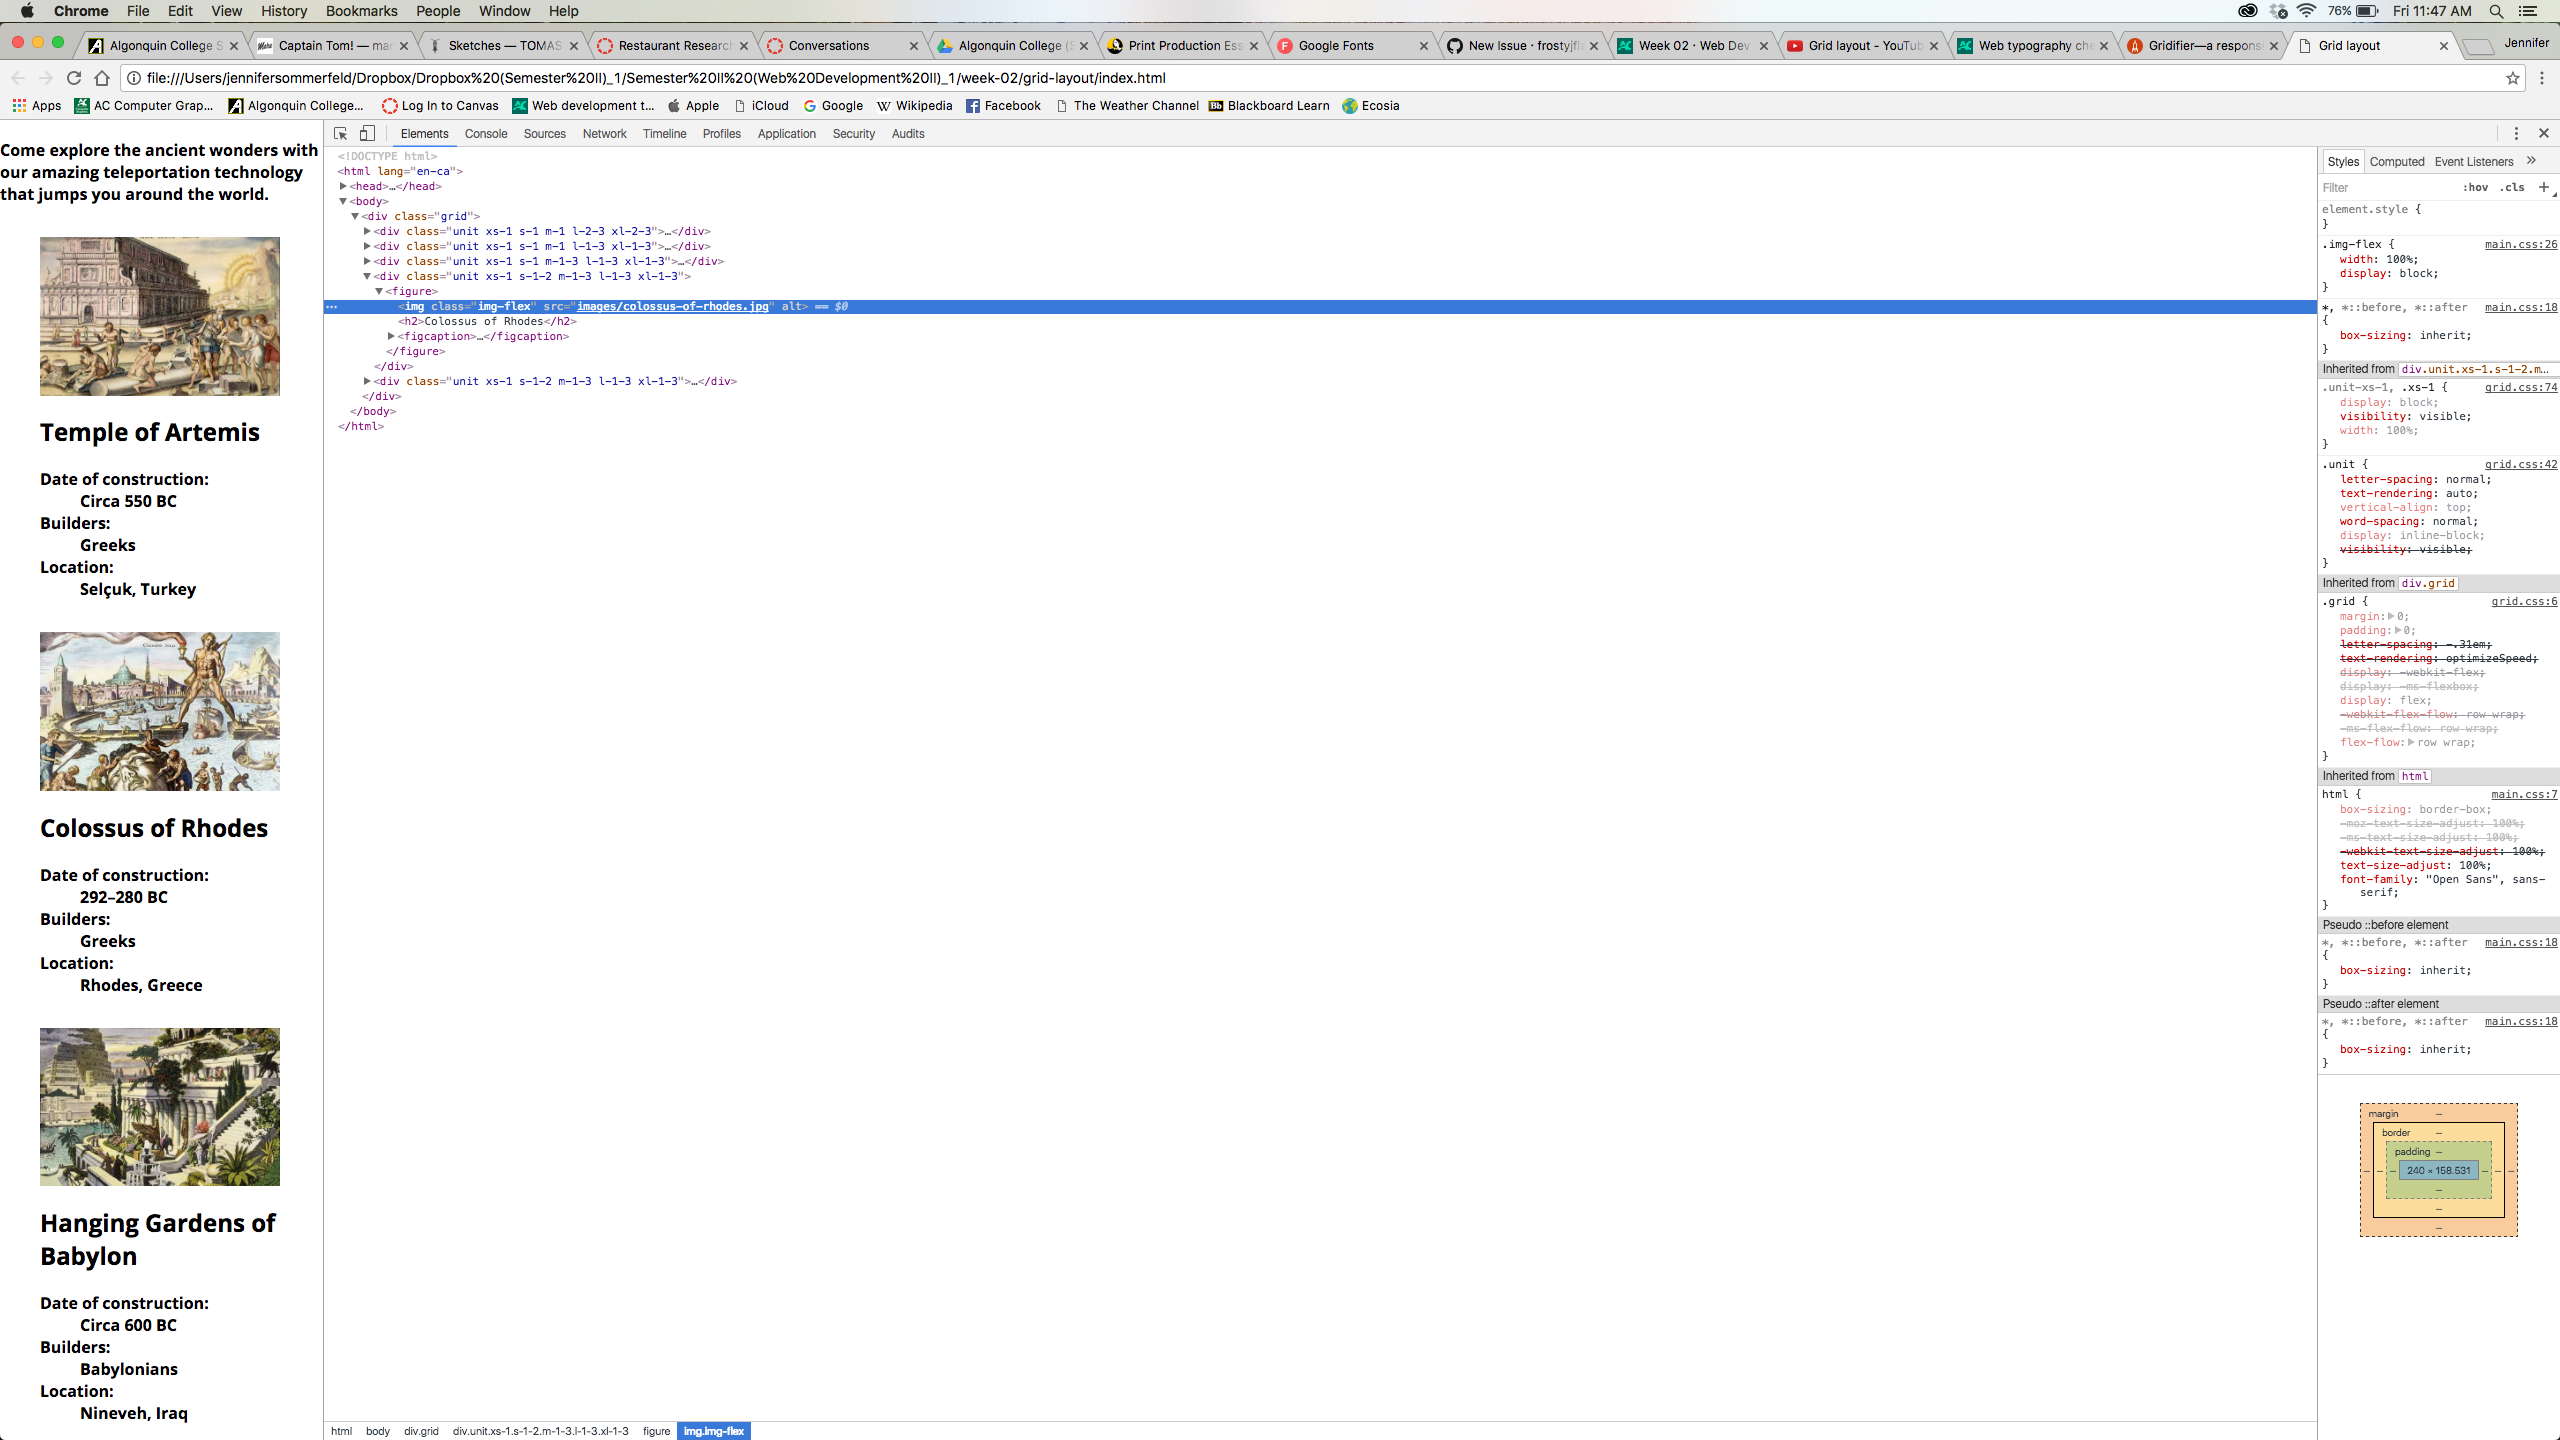 Chrome File Edit View History Bookmarks People Window Help 76% Fri 11:47 AM
Algonquin College S Captain Tom! — mar Sketches — TOMAS Restaurant Research Conversations Algonquin College (S Print Production Ess Google Fonts New Issue · frostyjfla Week 02 · Web Dev Grid layout - YouTub Web typography che Gridifier—a respons Grid layout Jennifer
file:///Users/jennifersommerfeld/Dropbox/Dropbox%20(Semester%20II)_1/Semester%20II%20(Web%20Development%20II)_1/week-02/grid-layout/index.html
Apps AC Computer Grap... Algonquin College... Log In to Canvas Web development t... Apple iCloud Google Wikipedia Facebook The Weather Channel Blackboard Learn Ecosia
Come explore the ancient wonders with
our amazing teleportation technology
that jumps you around the world.
Temple of Artemis
Date of construction:
Circa 550 BC
Builders:
Greeks
Location:
Selçuk, Turkey
Colossus of Rhodes
Date of construction:
292–280 BC
Builders:
Greeks
Location:
Rhodes, Greece
Hanging Gardens of
Babylon
Date of construction:
Circa 600 BC
Builders:
Babylonians
Location:
Nineveh, Iraq
Elements Console Sources Network Timeline Profiles Application Security Audits
<!DOCTYPE html>
<html lang="en-ca">
<head>…</head>
<body>
<div class="grid">
<div class="unit xs-1 s-1 m-1 l-2-3 xl-2-3">…</div>
<div class="unit xs-1 s-1 m-1 l-1-3 xl-1-3">…</div>
<div class="unit xs-1 s-1 m-1-3 l-1-3 xl-1-3">…</div>
<div class="unit xs-1 s-1-2 m-1-3 l-1-3 xl-1-3">
<figure>
<img class="img-flex" src="images/colossus-of-rhodes.jpg" alt> == $0
<h2>Colossus of Rhodes</h2>
<figcaption>…</figcaption>
</figure>
</div>
<div class="unit xs-1 s-1-2 m-1-3 l-1-3 xl-1-3">…</div>
</div>
</body>
</html>
html body div.grid div.unit.xs-1.s-1-2.m-1-3.l-1-3.xl-1-3 figure img.img-flex
Styles Computed Event Listeners »
Filter :hov .cls +
element.style {
}
.img-flex { main.css:26
width: 100%;
display: block;
}
*, *::before, *::after main.css:18
{
box-sizing: inherit;
}
Inherited from div.unit.xs-1.s-1-2.m…
.unit-xs-1, .xs-1 { grid.css:74
display: block;
visibility: visible;
width: 100%;
}
.unit { grid.css:42
letter-spacing: normal;
text-rendering: auto;
vertical-align: top;
word-spacing: normal;
display: inline-block;
visibility: visible;
}
Inherited from div.grid
.grid { grid.css:6
margin: 0;
padding: 0;
letter-spacing: -.31em;
text-rendering: optimizeSpeed;
display: -webkit-flex;
display: -ms-flexbox;
display: flex;
-webkit-flex-flow: row wrap;
-ms-flex-flow: row wrap;
flex-flow: row wrap;
}
Inherited from html
html { main.css:7
box-sizing: border-box;
-moz-text-size-adjust: 100%;
-ms-text-size-adjust: 100%;
-webkit-text-size-adjust: 100%;
text-size-adjust: 100%;
font-family: "Open Sans", sans-
serif;
}
Pseudo ::before element
*, *::before, *::after main.css:18
{
box-sizing: inherit;
}
Pseudo ::after element
*, *::before, *::after main.css:18
{
box-sizing: inherit;
}
margin –
border –
padding –
– – – 240 × 158.531 – – –
–
–
–